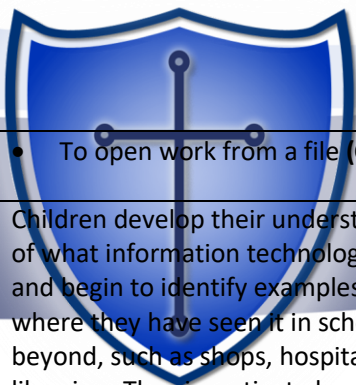 • To open work from a file (
Children develop their underst
of what information technolog
and begin to identify examples
where they have seen it in sch
beyond, such as shops, hospita